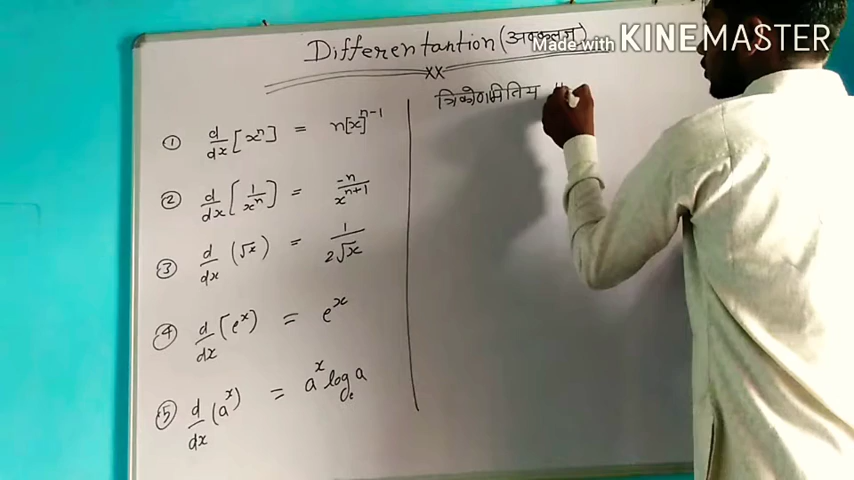 Differentantion (अवकलन)
Made with KINEMASTER
xx
① d/dx [xⁿ] = n[x]ⁿ⁻¹
② d/dx [1/xⁿ] = -n/xⁿ⁺¹
③ d/dx (√x) = 1/2√x
④ d/dx (eˣ) = eˣ
⑤ d/dx (aˣ) = aˣ logₑ a
त्रिकोणमितिय